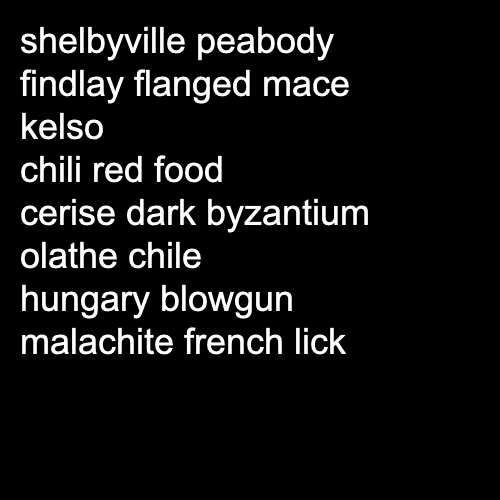 shelbyville peabody
findlay flanged mace
kelso
chili red food
cerise dark byzantium
olathe chile
hungary blowgun
malachite french lick